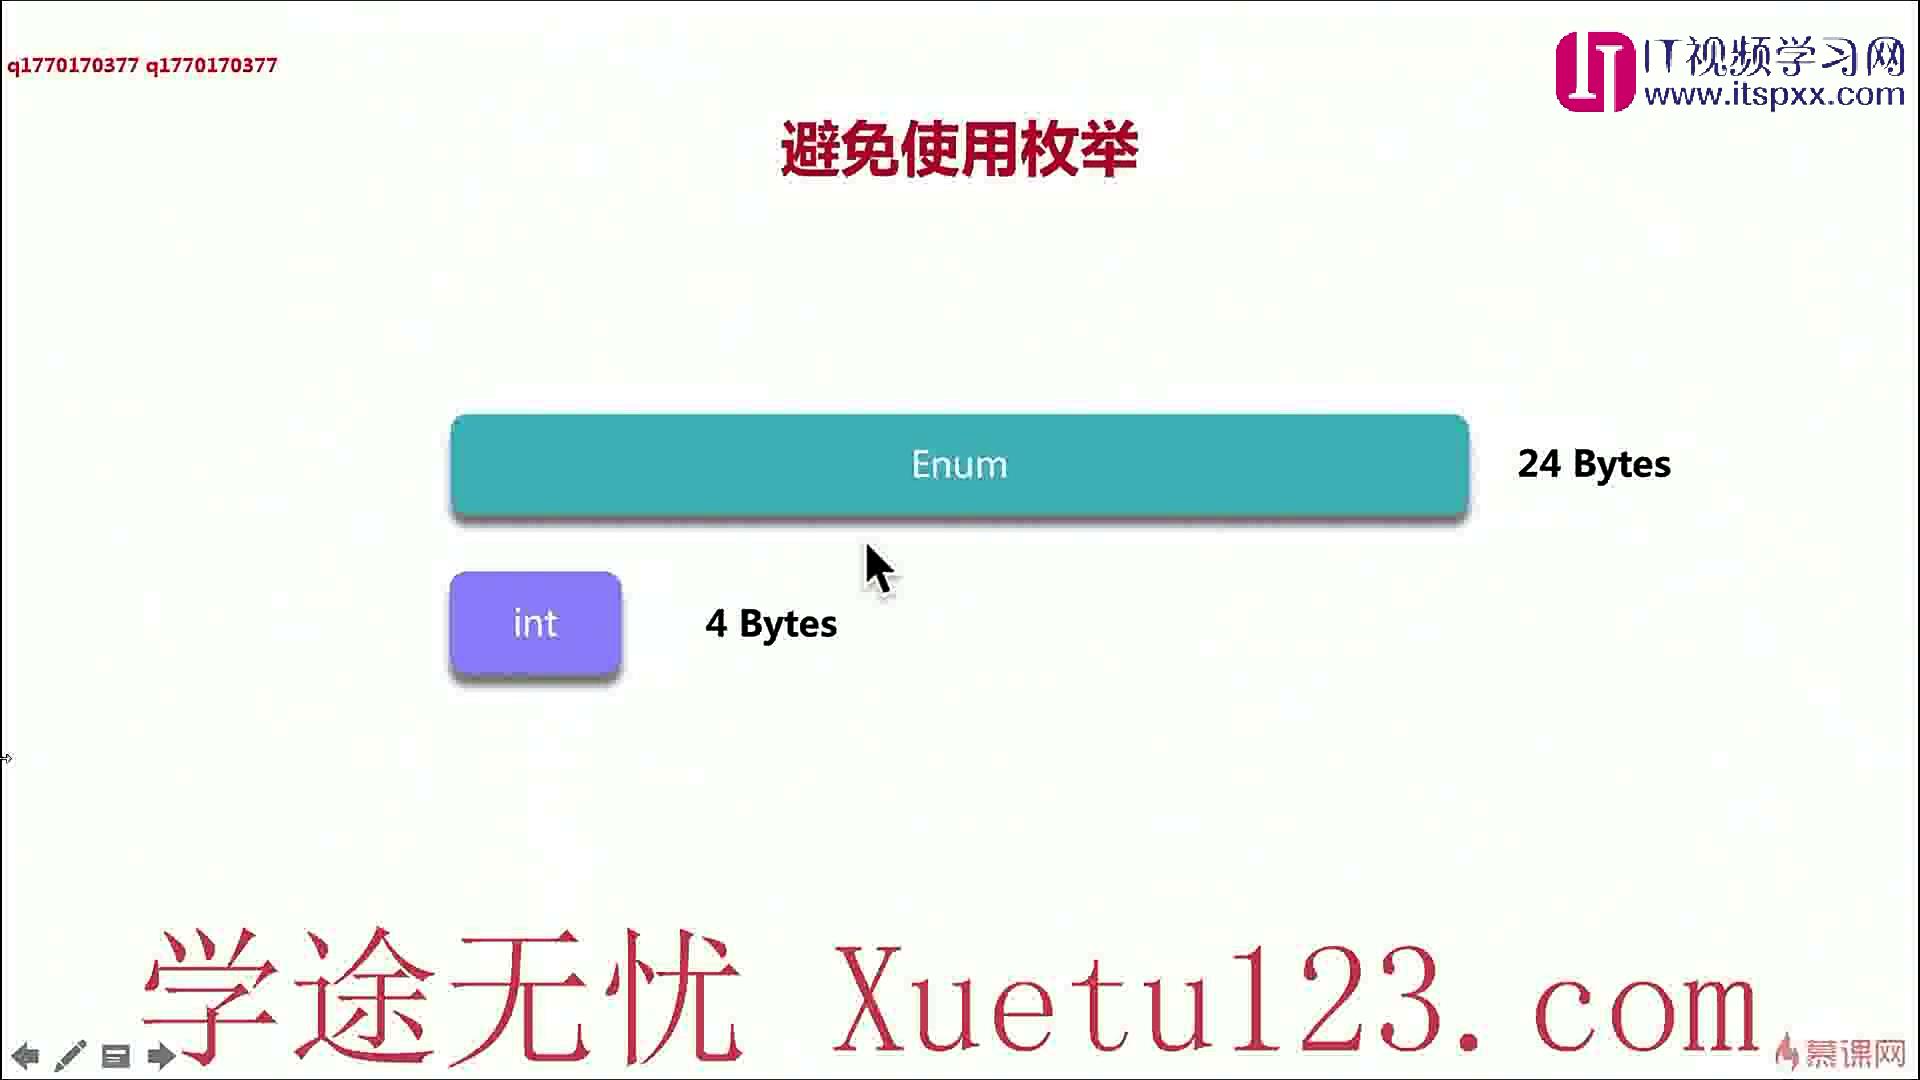 q1770170377 q1770170377
IT视频学习网
www.itspxx.com
避免使用枚举
Enum
24 Bytes
int
4 Bytes
学途无忧 Xuetu123.com
慕课网